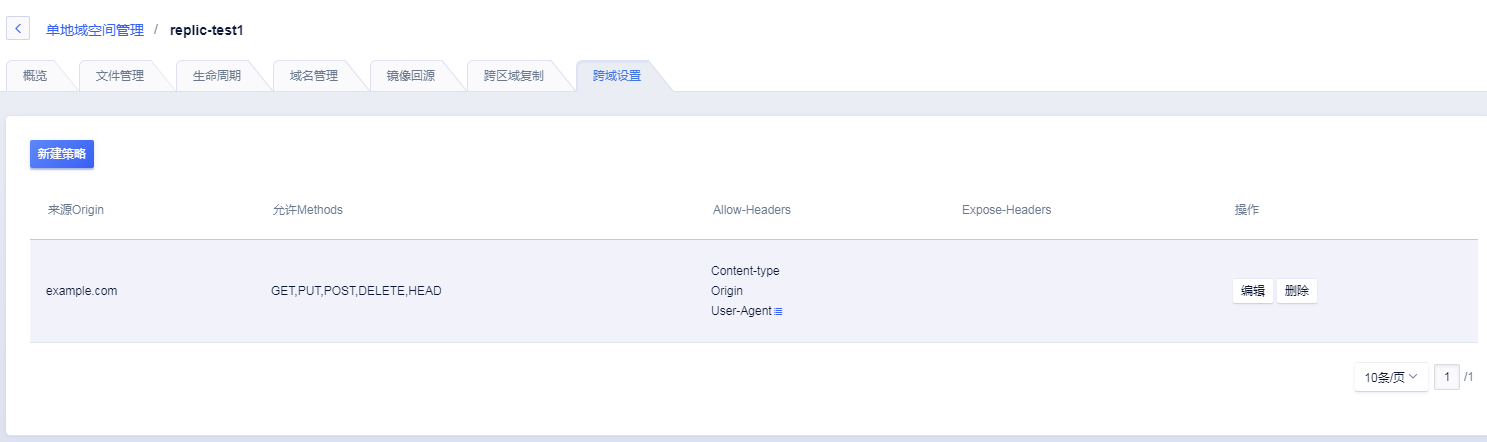 单地域空间管理 / replic-test1
概览 文件管理 生命周期 域名管理 镜像回源 跨区域复制 跨域设置
新建策略
来源Origin 允许Methods Allow-Headers Expose-Headers 操作
Content-type
example.com GET,PUT,POST,DELETE,HEAD Origin 编辑 删除
User-Agent
10条/页 1 /1